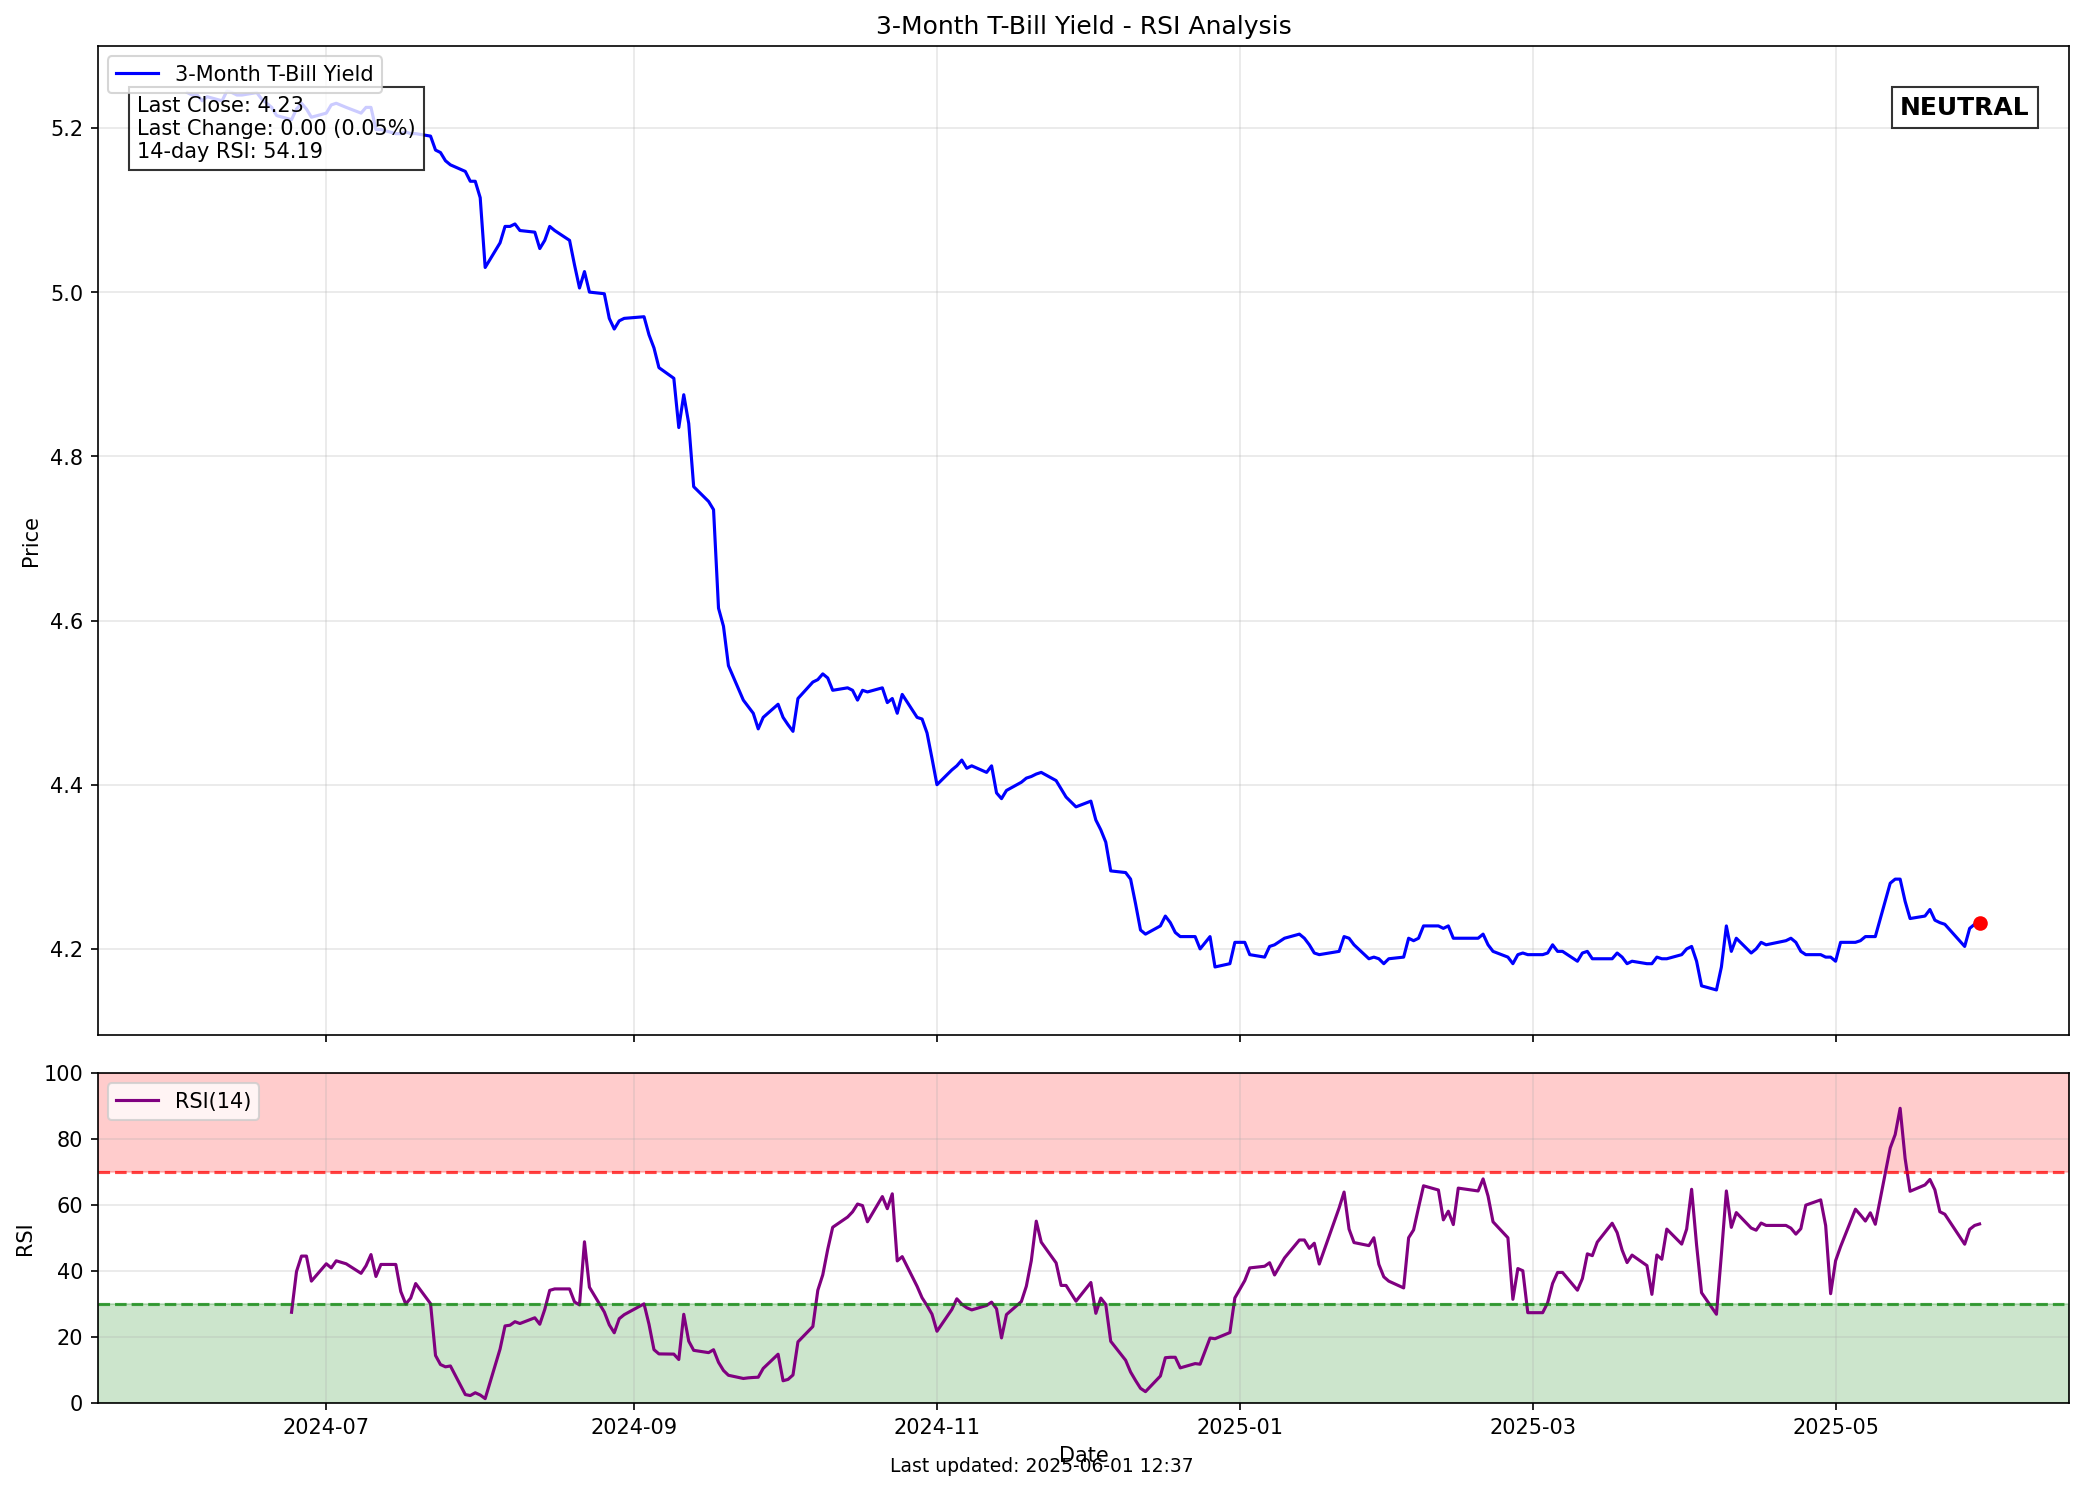 3-Month T-Bill Yield - RSI Analysis
3-Month T-Bill Yield
Last Close: 4.23
Last Change: 0.00 (0.05%)
14-day RSI: 54.19
NEUTRAL
5.2
5.0
4.8
4.6
4.4
4.2
Price
RSI(14)
100
80
60
40
20
0
RSI
2024-07
2024-09
2024-11
2025-01
2025-03
2025-05
Date
Last updated: 2025-06-01 12:37